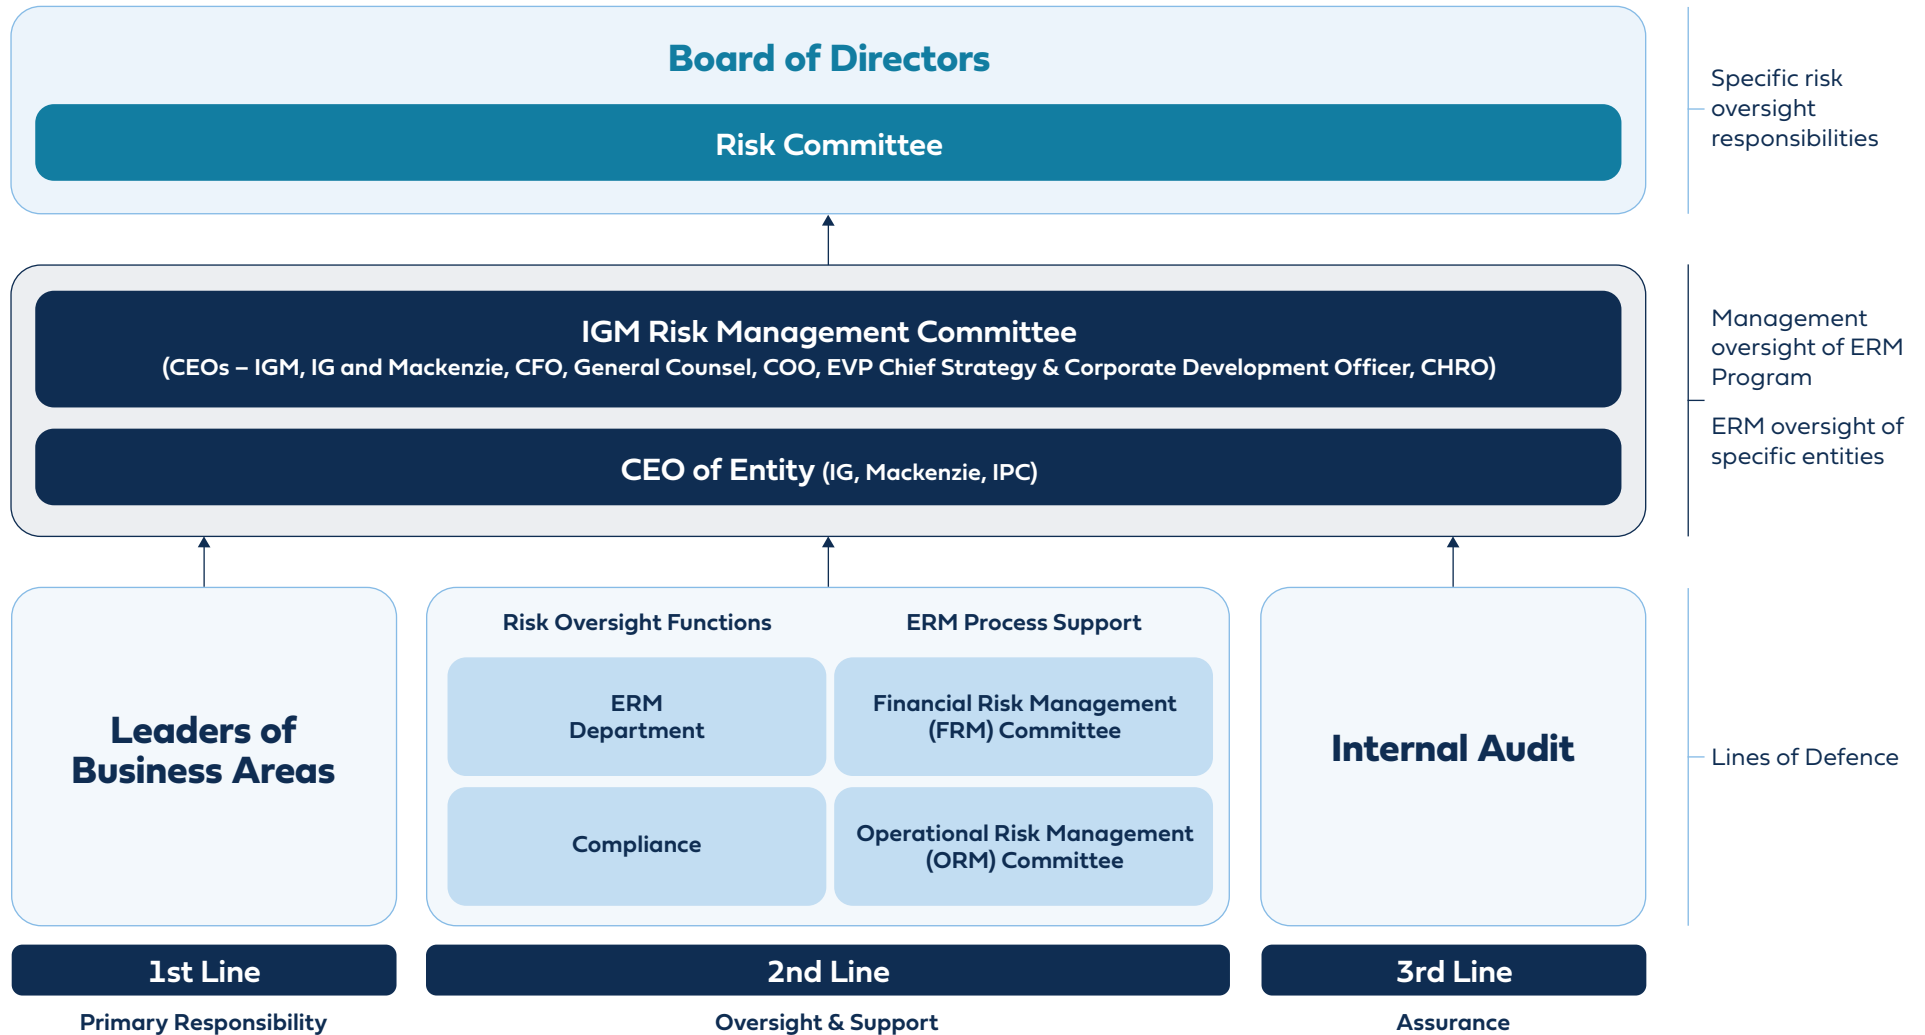 Board of Directors
Risk Committee
Specific risk
oversight
responsibilities
IGM Risk Management Committee
(CEOs – IGM, IG and Mackenzie, CFO, General Counsel, COO, EVP Chief Strategy & Corporate Development Officer, CHRO)
CEO of Entity (IG, Mackenzie, IPC)
Management
oversight of ERM
Program
ERM oversight of
specific entities
Leaders of
Business Areas
Risk Oversight Functions
ERM Process Support
ERM
Department
Financial Risk Management
(FRM) Committee
Compliance
Operational Risk Management
(ORM) Committee
Internal Audit
Lines of Defence
1st Line
2nd Line
3rd Line
Primary Responsibility
Oversight & Support
Assurance